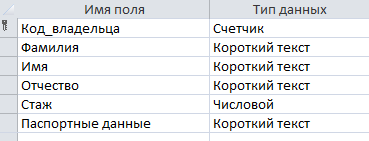 Имя поля Тип данных
Код_владельца Счетчик
Фамилия Короткий текст
Имя Короткий текст
Отчество Короткий текст
Стаж Числовой
Паспортные данные Короткий текст